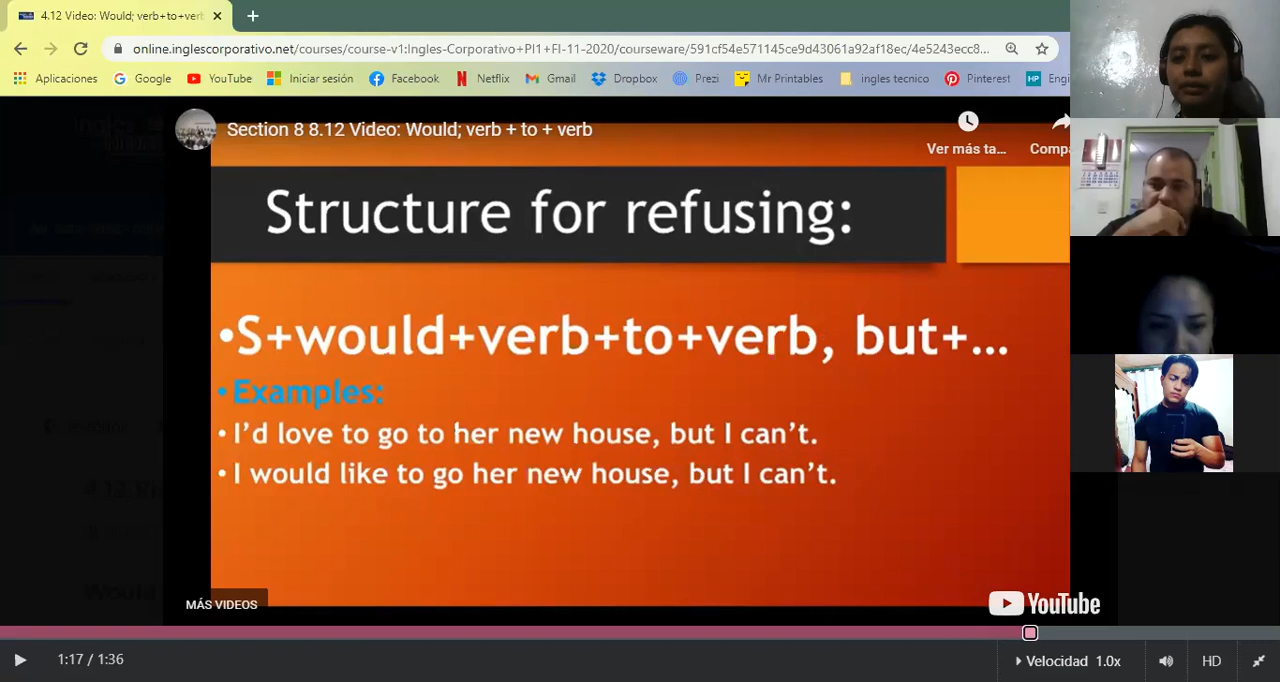 4.12 Video: Would; verb+to+verb
online.inglescorporativo.net/courses/course-v1:Ingles-Corporativo+PI1+FI-11-2020/courseware/591cf54e571145ce9d43061a92af18ec/4e5243ecc8...
Aplicaciones Google YouTube Iniciar sesión Facebook Netflix Gmail Dropbox Prezi Mr Printables ingles tecnico Pinterest HP Engl
Section 8 8.12 Video: Would; verb + to + verb
Ver más ta... Compa
Structure for refusing:
•S+would+verb+to+verb, but+...
•Examples:
•I'd love to go to her new house, but I can't.
•I would like to go her new house, but I can't.
MÁS VIDEOS
YouTube
1:17 / 1:36
Velocidad 1.0x
HD